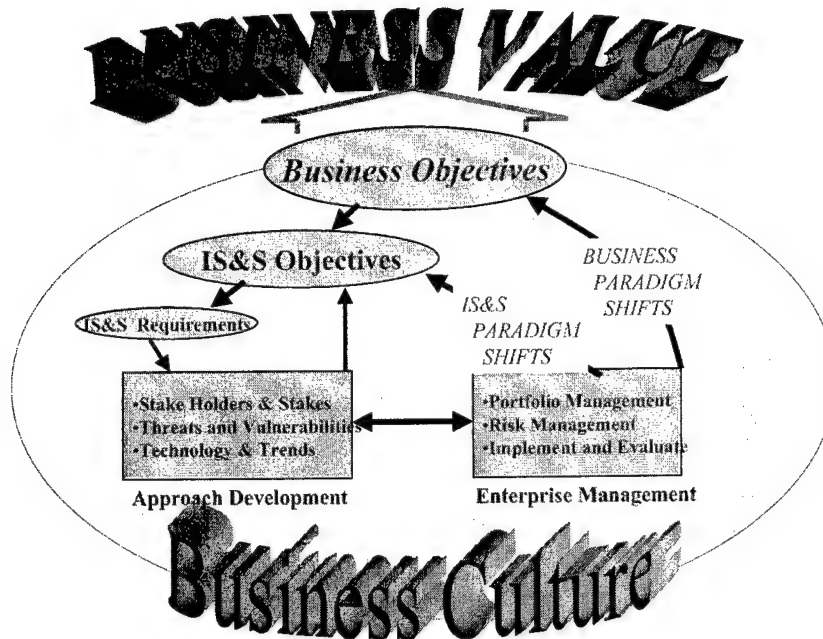 BUSINESS VALUE
Business Objectives
IS&S Objectives
BUSINESS
PARADIGM
SHIFTS
IS&S
PARADIGM
SHIFTS
IS&S Requirements
•Stake Holders & Stakes
•Threats and Vulnerabilities
•Technology & Trends
Approach Development
•Portfolio Management
•Risk Management
•Implement and Evaluate
Enterprise Management
Business Culture